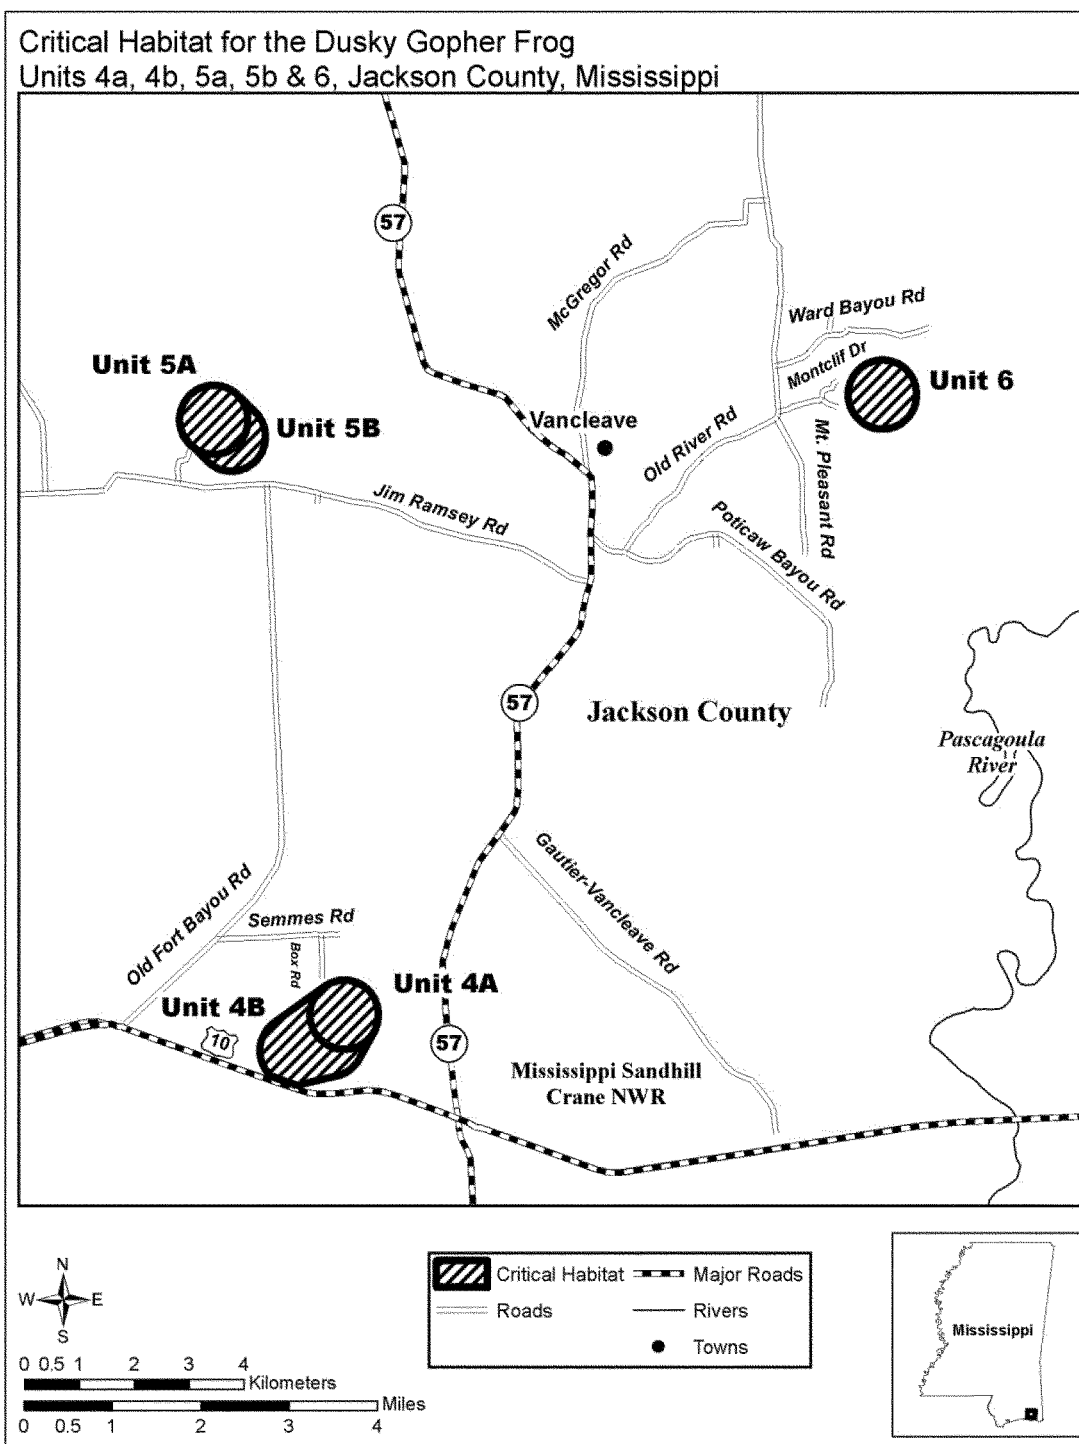 Critical Habitat for the Dusky Gopher Frog
Units 4a, 4b, 5a, 5b & 6, Jackson County, Mississippi
57
McGregor Rd
Ward Bayou Rd
Montclif Dr
Unit 5A
Unit 6
Unit 5B
Vancleave
Old River Rd
Mt. Pleasant Rd
Jim Ramsey Rd
Poticaw Bayou Rd
57
Jackson County
Pascagoula
River
Gautier-Vancleave Rd
Old Fort Bayou Rd
Semmes Rd
Box Rd
Unit 4A
Unit 4B
10
57
Mississippi Sandhill
Crane NWR
N
W E
S
0 0.5 1 2 3 4
Kilometers
Miles
0 0.5 1 2 3 4
Critical Habitat Major Roads
Roads Rivers
Towns
Mississippi